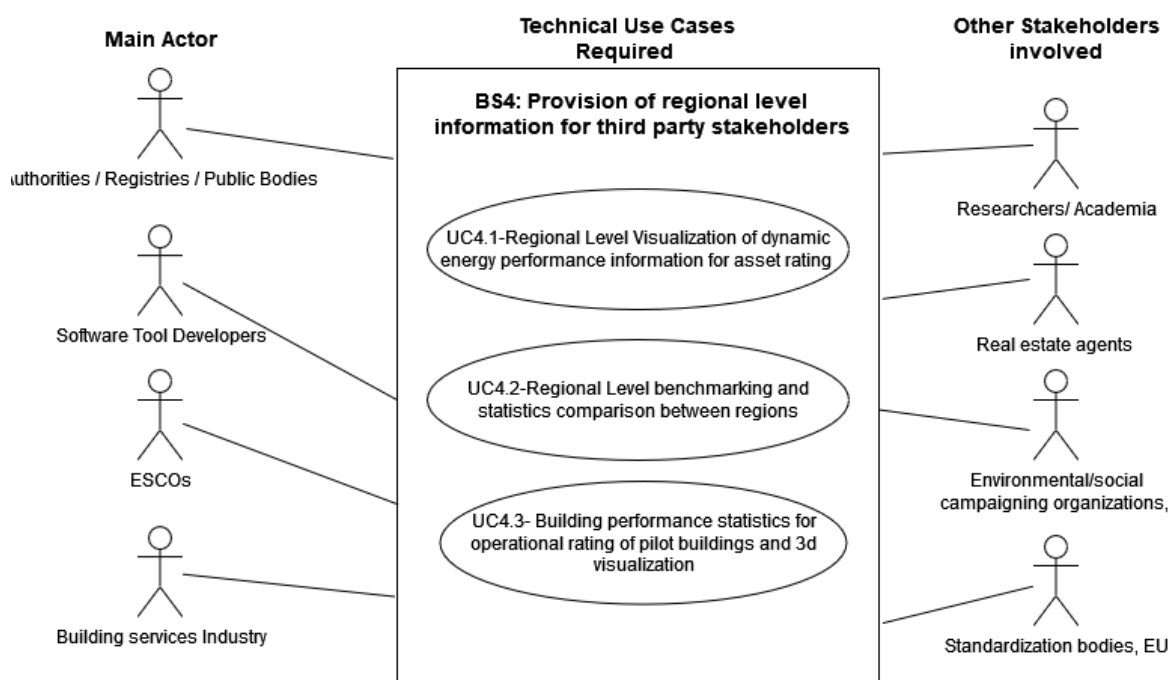 Main Actor
Technical Use Cases
Required
Other Stakeholders
involved
BS4: Provision of regional level
information for third party stakeholders
uthorities / Registries / Public Bodies
Software Tool Developers
ESCOs
Building services Industry
UC4.1-Regional Level Visualization of dynamic
energy performance information for asset rating
UC4.2-Regional Level benchmarking and
statistics comparison between regions
UC4.3- Building performance statistics for
operational rating of pilot buildings and 3d
visualization
Researchers/ Academia
Real estate agents
Environmental/social
campaigning organizations,
Standardization bodies, EU